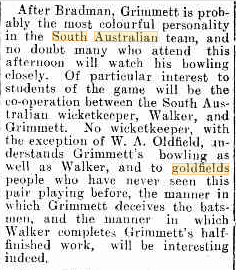 After Bradman, Grimmett is prob-
ably the most colourful personality
in the South Australian team, and
no doubt many who attend this
afternoon will watch his bowling
closely. Of particular interest to
students of the game will be the
co-operation between the South Aus-
tralian wicketkeeper, Walker, and
Grimmett. No wicketkeeper, with
the exception of W. A. Oldfield, un-
derstands Grimmett's bowling as
well as Walker, and to goldfields
people who have never seen this
pair playing before, the manner in
which Grimmett deceives the bats-
men, and the manner in which
Walker completes Grimmett's half-
finished work, will be interesting
indeed.